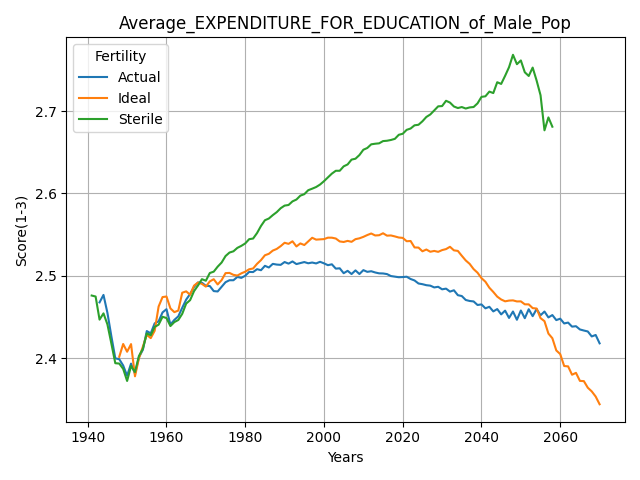 Average_EXPENDITURE_FOR_EDUCATION_of_Male_Pop
Fertility
Actual
Ideal
Sterile
Score(1-3)
2.7
2.6
2.5
2.4
1940 1960 1980 2000 2020 2040 2060
Years